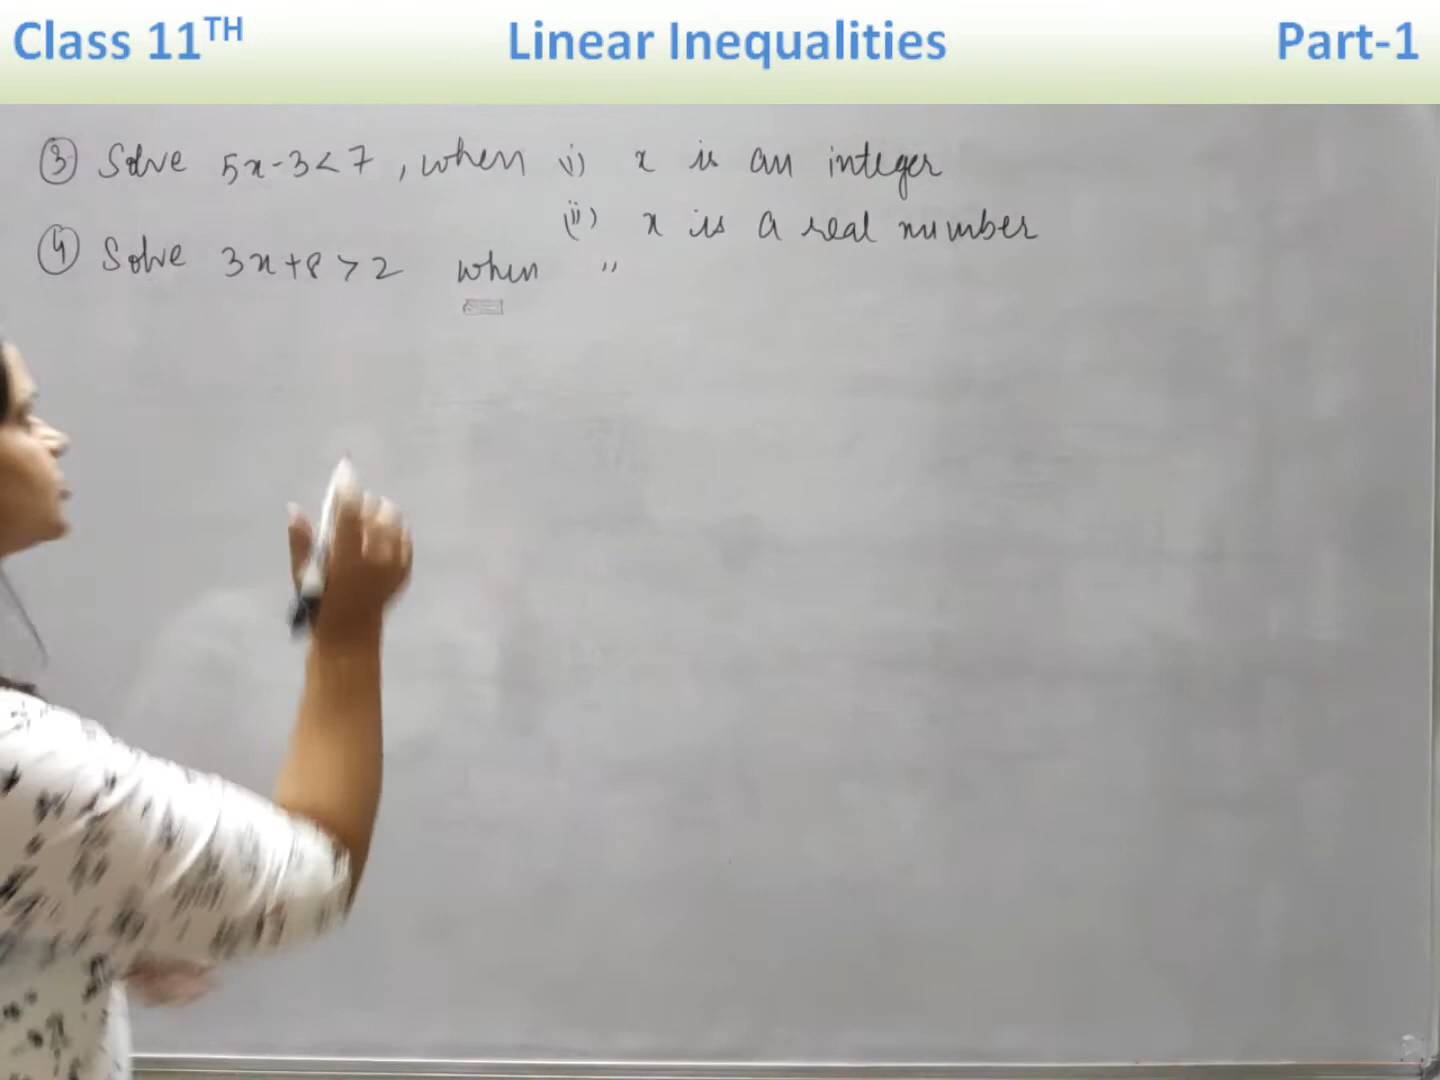 Class 11TH Linear Inequalities Part-1
③ Solve 5x-3<7, when (i) x is an integer
(ii) x is a real number
④ Solve 3x+8>2 when "